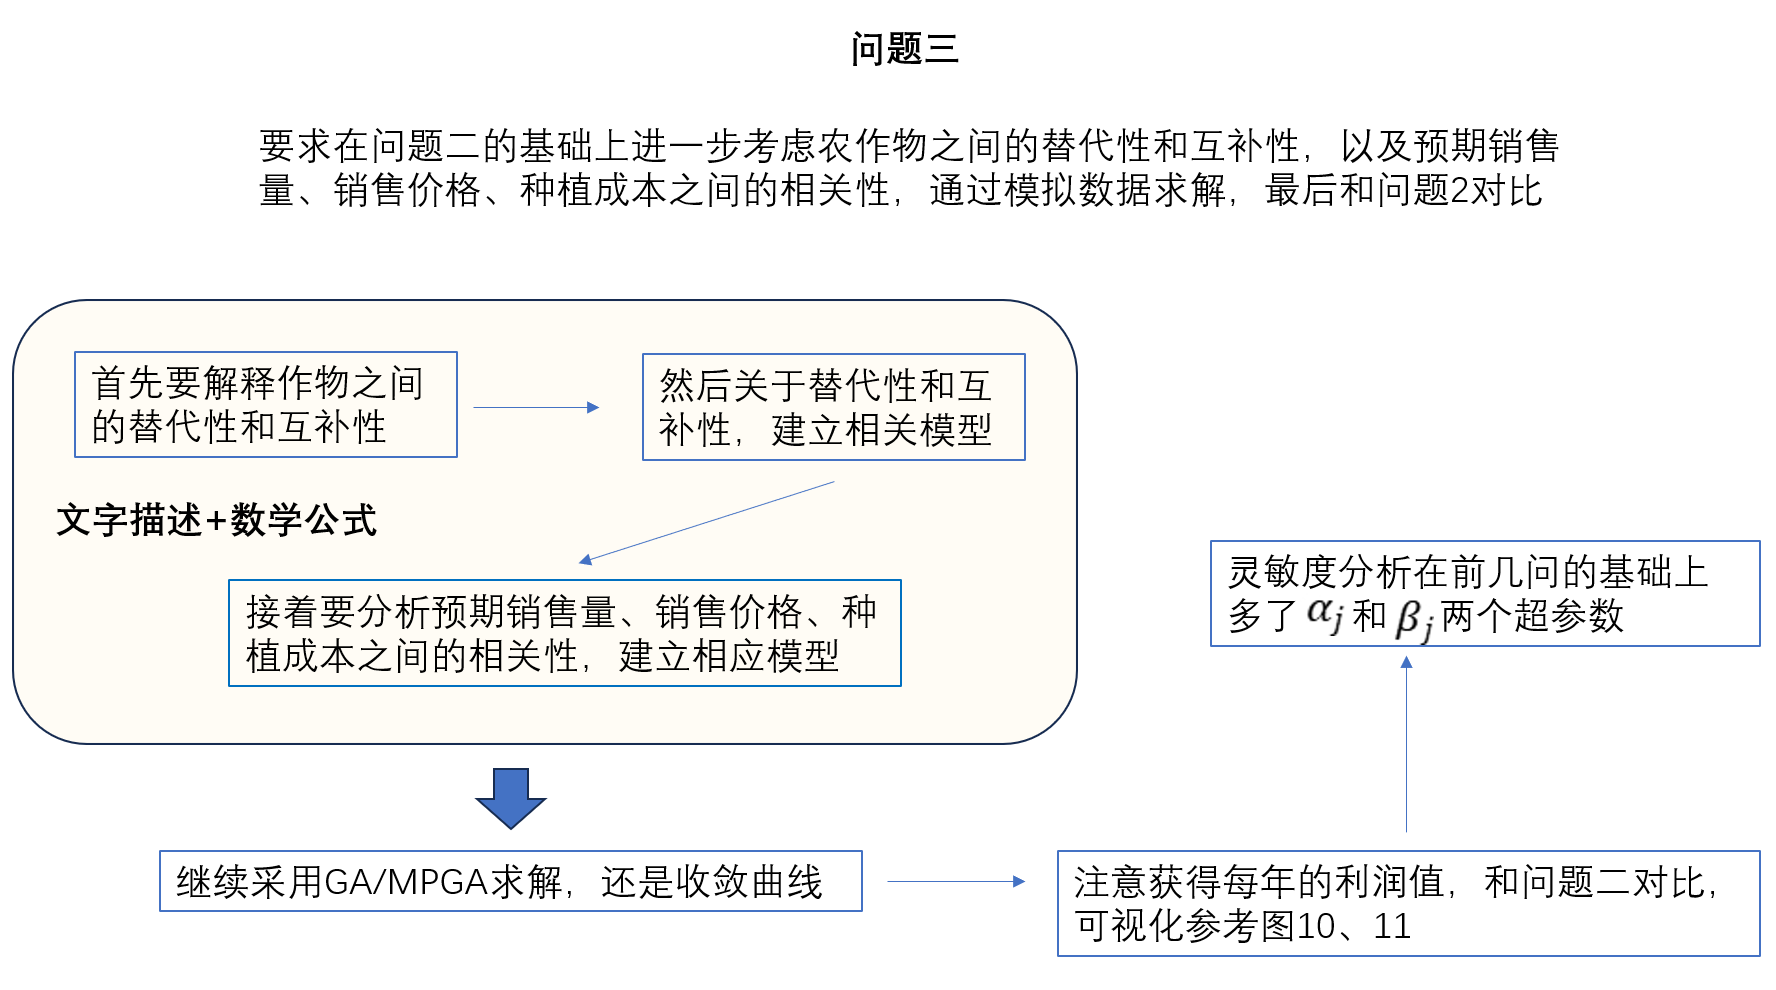 问题三
要求在问题二的基础上进一步考虑农作物之间的替代性和互补性，以及预期销售
量、销售价格、种植成本之间的相关性，通过模拟数据求解，最后和问题2对比
首先要解释作物之间
的替代性和互补性
然后关于替代性和互
补性，建立相关模型
文字描述+数学公式
接着要分析预期销售量、销售价格、种
植成本之间的相关性，建立相应模型
灵敏度分析在前几问的基础上
多了 αj 和 βj 两个超参数
继续采用GA/MPGA求解，还是收敛曲线
注意获得每年的利润值，和问题二对比，
可视化参考图10、11